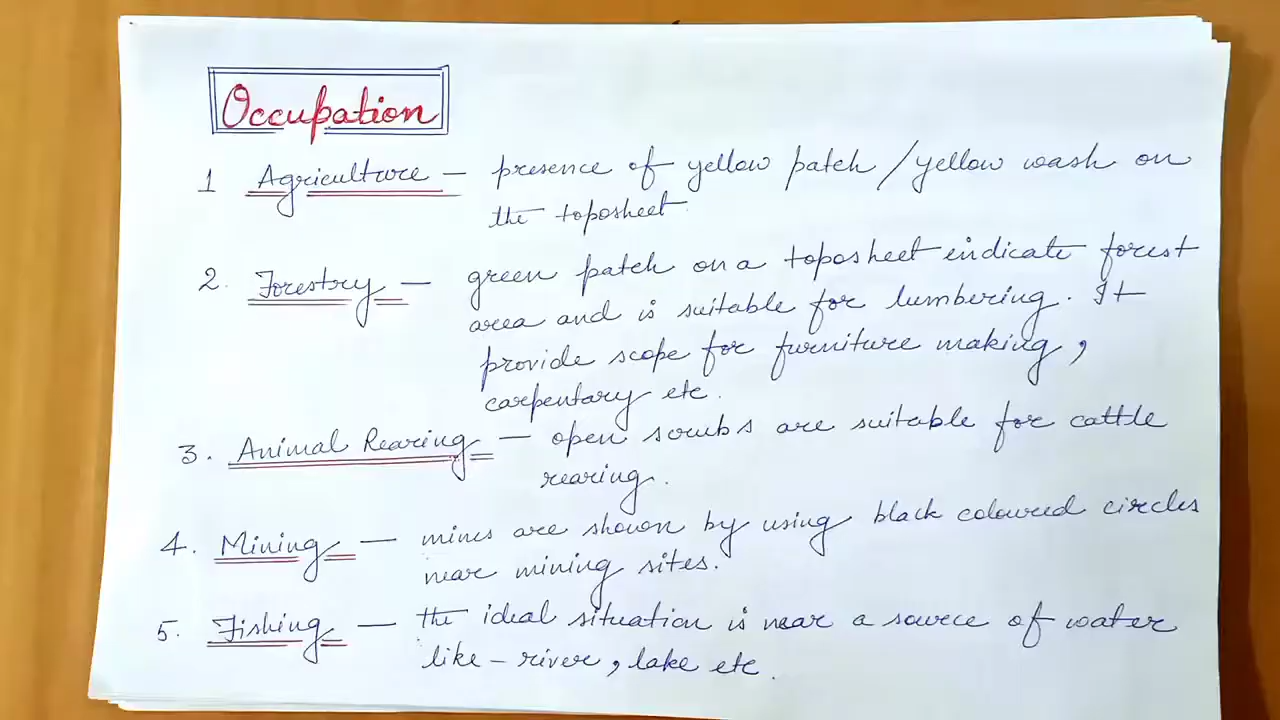 Occupation
1 Agriculture – presence of yellow patch / yellow wash on
the toposheet
2. Forestry – green patch on a toposheet indicate forest
area and is suitable for lumbering. It
provide scope for furniture making,
carpentary etc.
3. Animal Rearing – open scrubs are suitable for cattle
rearing.
4. Mining – mines are shown by using black coloured circles
near mining sites.
5. Fishing – the ideal situation is near a source of water
like – river, lake etc.